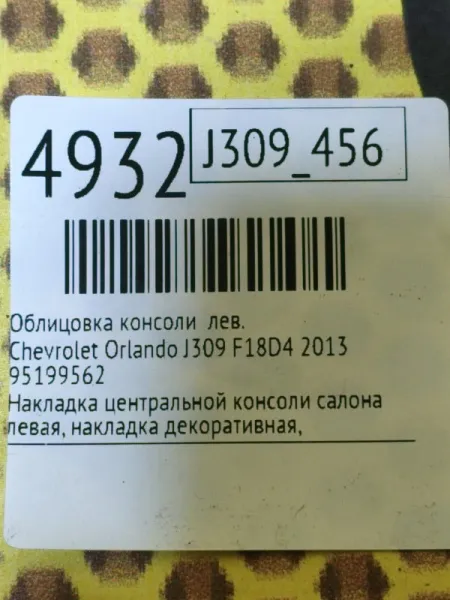 4932
J309_456
Облицовка консоли лев.
Chevrolet Orlando J309 F18D4 2013
95199562
Накладка центральной консоли салона
левая, накладка декоративная,